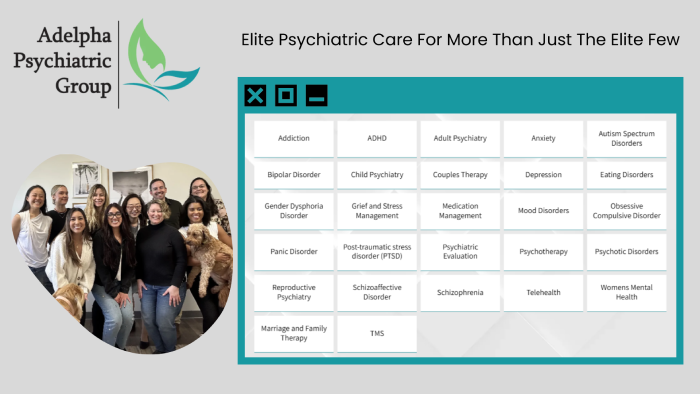 Adelpha
Psychiatric
Group
Elite Psychiatric Care For More Than Just The Elite Few
Addiction
ADHD
Adult Psychiatry
Anxiety
Autism Spectrum
Disorders
Bipolar Disorder
Child Psychiatry
Couples Therapy
Depression
Eating Disorders
Gender Dysphoria
Disorder
Grief and Stress
Management
Medication
Management
Mood Disorders
Obsessive
Compulsive Disorder
Panic Disorder
Post-traumatic stress
disorder (PTSD)
Psychiatric
Evaluation
Psychotherapy
Psychotic Disorders
Reproductive
Psychiatry
Schizoaffective
Disorder
Schizophrenia
Telehealth
Womens Mental
Health
Marriage and Family
Therapy
TMS